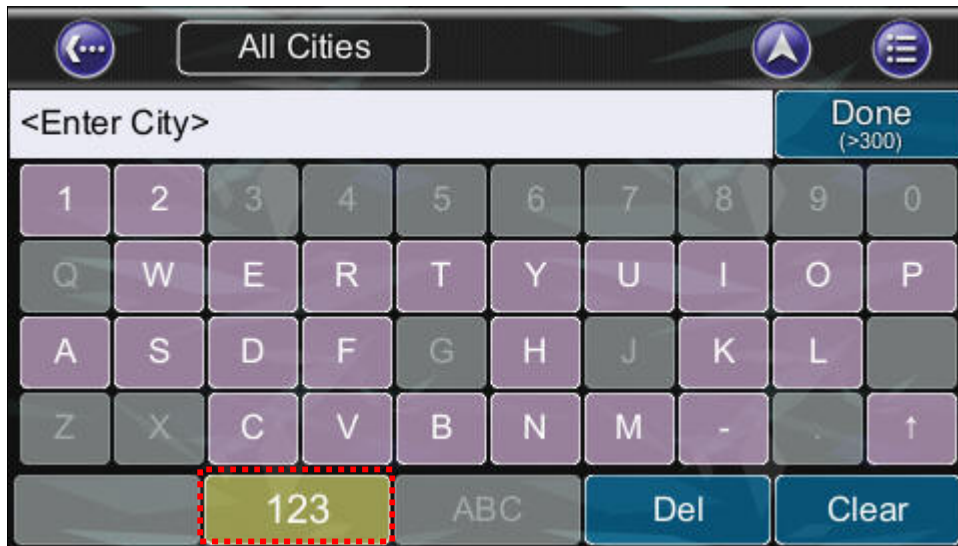 All Cities
<Enter City>
Done
(>300)
1 2 3 4 5 6 7 8 9 0
Q W E R T Y U I O P
A S D F G H J K L
Z X C V B N M - . ↑
123 ABC Del Clear